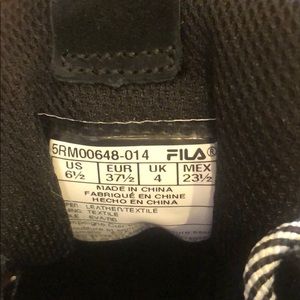 5RM00648-014 FILA®
US EUR UK MEX
6½ 37½ 4 23½
MADE IN CHINA
FABRIQUÉ EN CHINE
HECHO EN CHINA
LEATHER/TEXTILE
TEXTILE